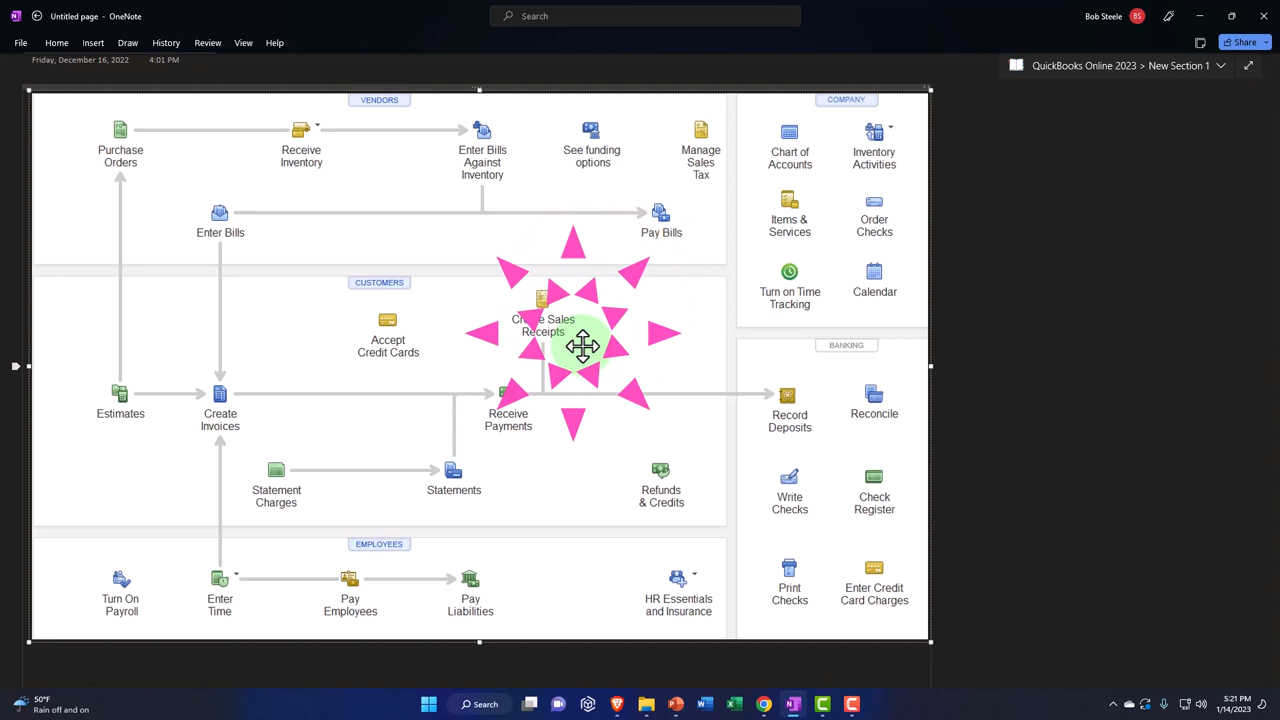 Untitled page - OneNote
Search
Bob Steele
BS
File
Home
Insert
Draw
History
Review
View
Help
Share
Friday, December 16, 2022
4:01 PM
QuickBooks Online 2023 > New Section 1
VENDORS
COMPANY
Purchase
Orders
Receive
Inventory
Enter Bills
Against
Inventory
See funding
options
Manage
Sales
Tax
Chart of
Accounts
Inventory
Activities
Enter Bills
Pay Bills
Items &
Services
Order
Checks
Turn on Time
Tracking
Calendar
CUSTOMERS
Accept
Credit Cards
Sales
Receipts
BANKING
Estimates
Create
Invoices
Receive
Payments
Record
Deposits
Reconcile
Statement
Charges
Statements
Refunds
& Credits
Write
Checks
Check
Register
EMPLOYEES
Turn On
Payroll
Enter
Time
Pay
Employees
Pay
Liabilities
HR Essentials
and Insurance
Print
Checks
Enter Credit
Card Charges
50°F
Rain off and on
Search
5:21 PM
1/14/2023